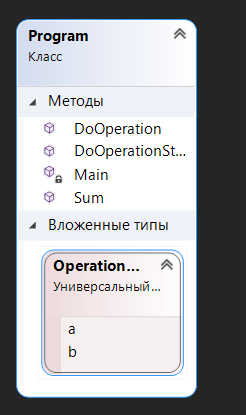 Program
Класс
Методы
DoOperation
DoOperationSt...
Main
Sum
Вложенные типы
Operation...
Универсальный...
a
b